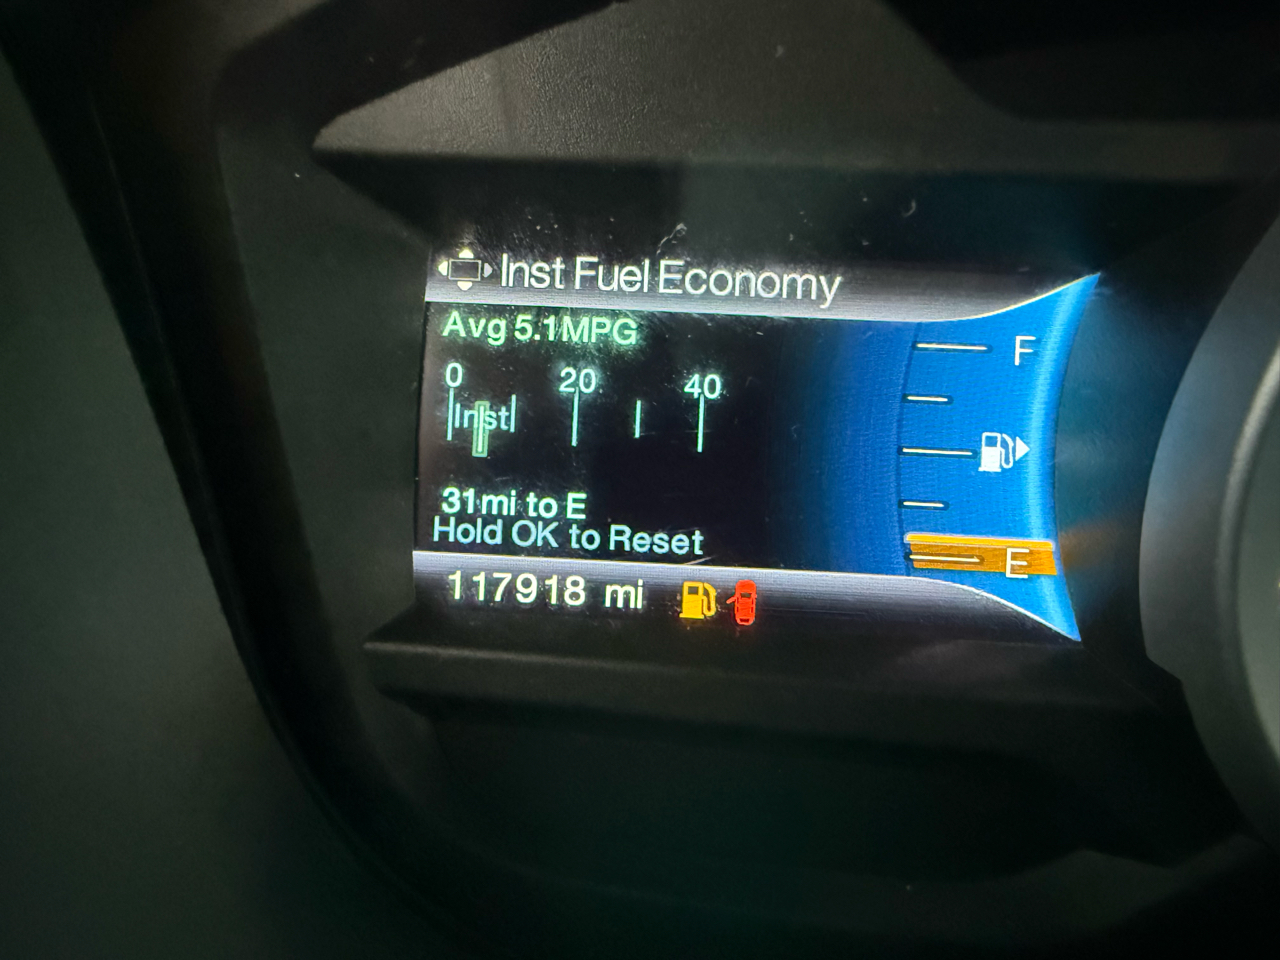 Inst Fuel Economy
Avg 5.1MPG
0 20 40
Inst
31mi to E
Hold OK to Reset
117918 mi
F
E